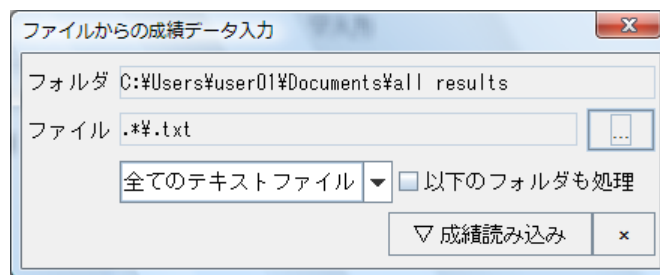 ファイルからの成績データ入力
フォルダ C:¥Users¥user01¥Documents¥all results
ファイル .*¥.txt ...
全てのテキストファイル 以下のフォルダも処理
▽ 成績読み込み ×